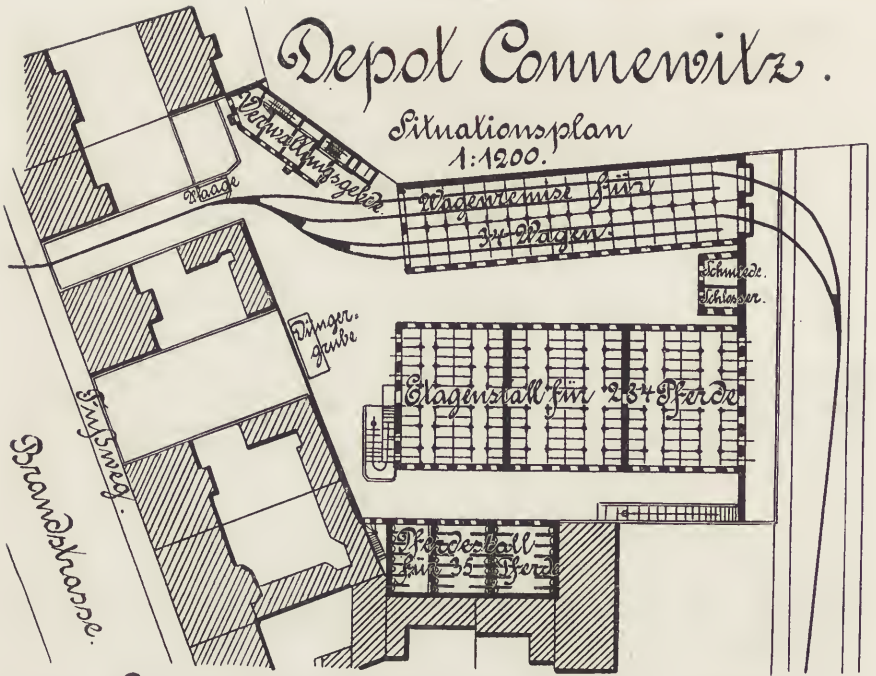 Depot Connewitz.
Situationsplan
1:1200.
Verwaltungsgebde.
Waage
Wagenremise für
34 Wagen.
Schmiede.
Schlosser.
Dünger-
grube
Etagenstall für 234 Pferde
Fußweg.
Brandstrasse.
Pferdestall
für 35 Pferde